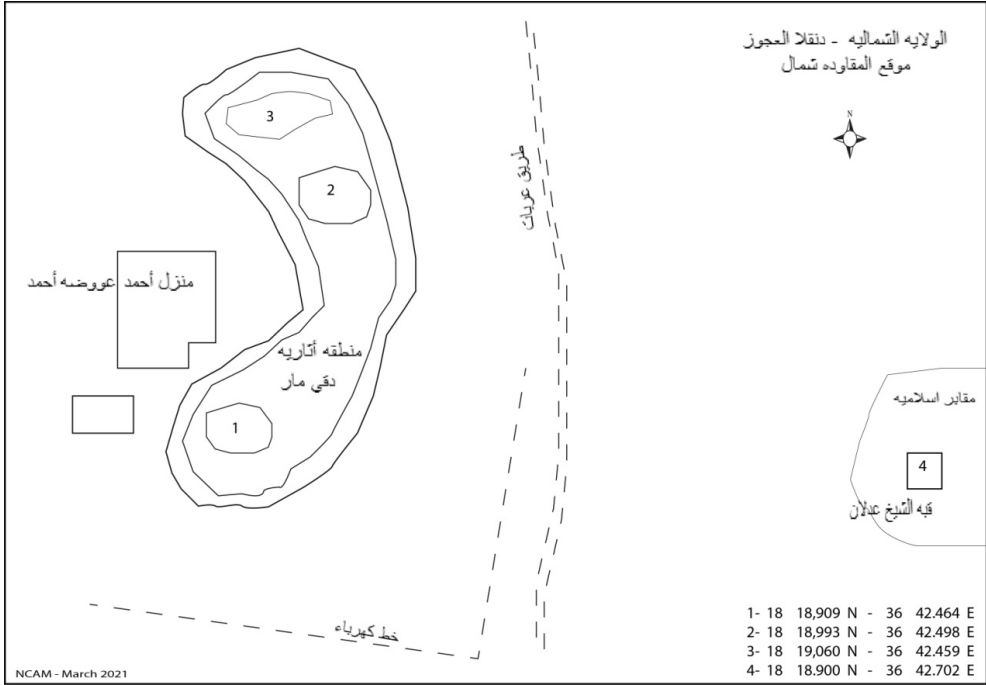 الولايه الشماليه - دنقلا العجوز
موقع المقاوده شمال
N
3
2
طريق عربات
منزل أحمد عووضه أحمد
منطقه أثاريه
دقي مار
1
مقابر اسلاميه
4
قبه الشيخ عدلان
خط كهرباء
1- 18 18,909 N - 36 42.464 E
2- 18 18,993 N - 36 42.498 E
3- 18 19,060 N - 36 42.459 E
4- 18 18.900 N - 36 42.702 E
NCAM - March 2021